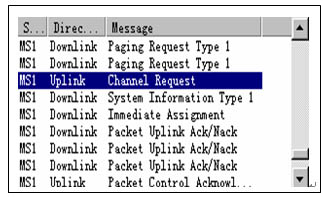 S... Direc... Message
MS1 Downlink Paging Request Type 1
MS1 Downlink Paging Request Type 1
MS1 Uplink Channel Request
MS1 Downlink System Information Type 1
MS1 Downlink Immediate Assignment
MS1 Downlink Packet Uplink Ack/Nack
MS1 Downlink Packet Uplink Ack/Nack
MS1 Downlink Packet Uplink Ack/Nack
MS1 Uplink Packet Control Acknowl...